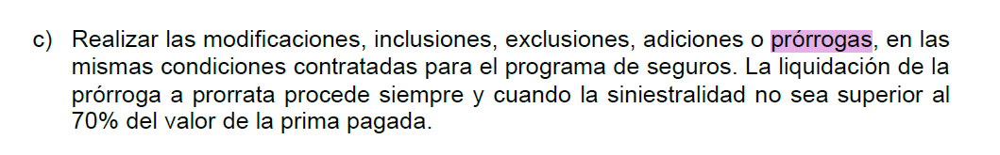 c) Realizar las modificaciones, inclusiones, exclusiones, adiciones o prórrogas, en las
mismas condiciones contratadas para el programa de seguros. La liquidación de la
prórroga a prorrata procede siempre y cuando la siniestralidad no sea superior al
70% del valor de la prima pagada.